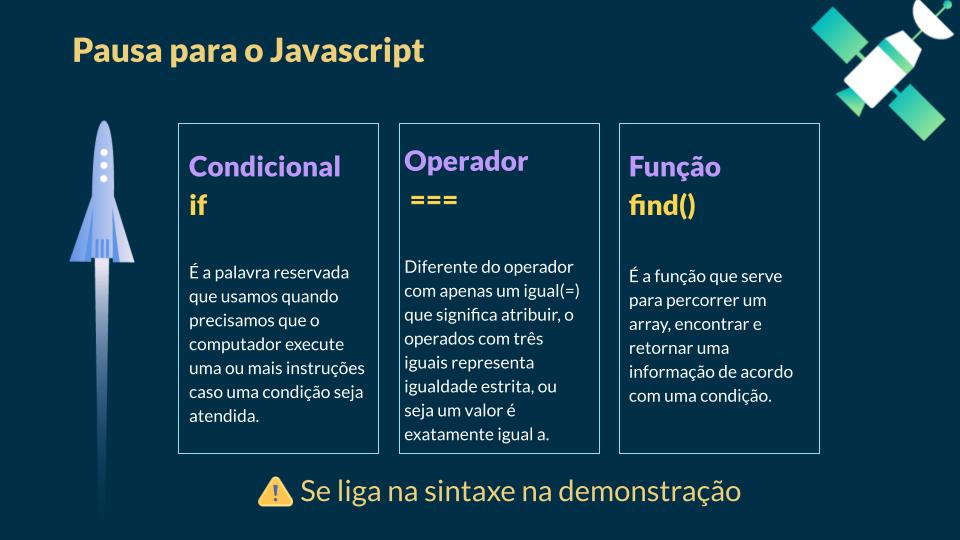 Pausa para o Javascript
Condicional
if
É a palavra reservada
que usamos quando
precisamos que o
computador execute
uma ou mais instruções
caso uma condição seja
atendida.
Operador
===
Diferente do operador
com apenas um igual(=)
que significa atribuir, o
operados com três
iguais representa
igualdade estrita, ou
seja um valor é
exatamente igual a.
Função
find()
É a função que serve
para percorrer um
array, encontrar e
retornar uma
informação de acordo
com uma condição.
Se liga na sintaxe na demonstração